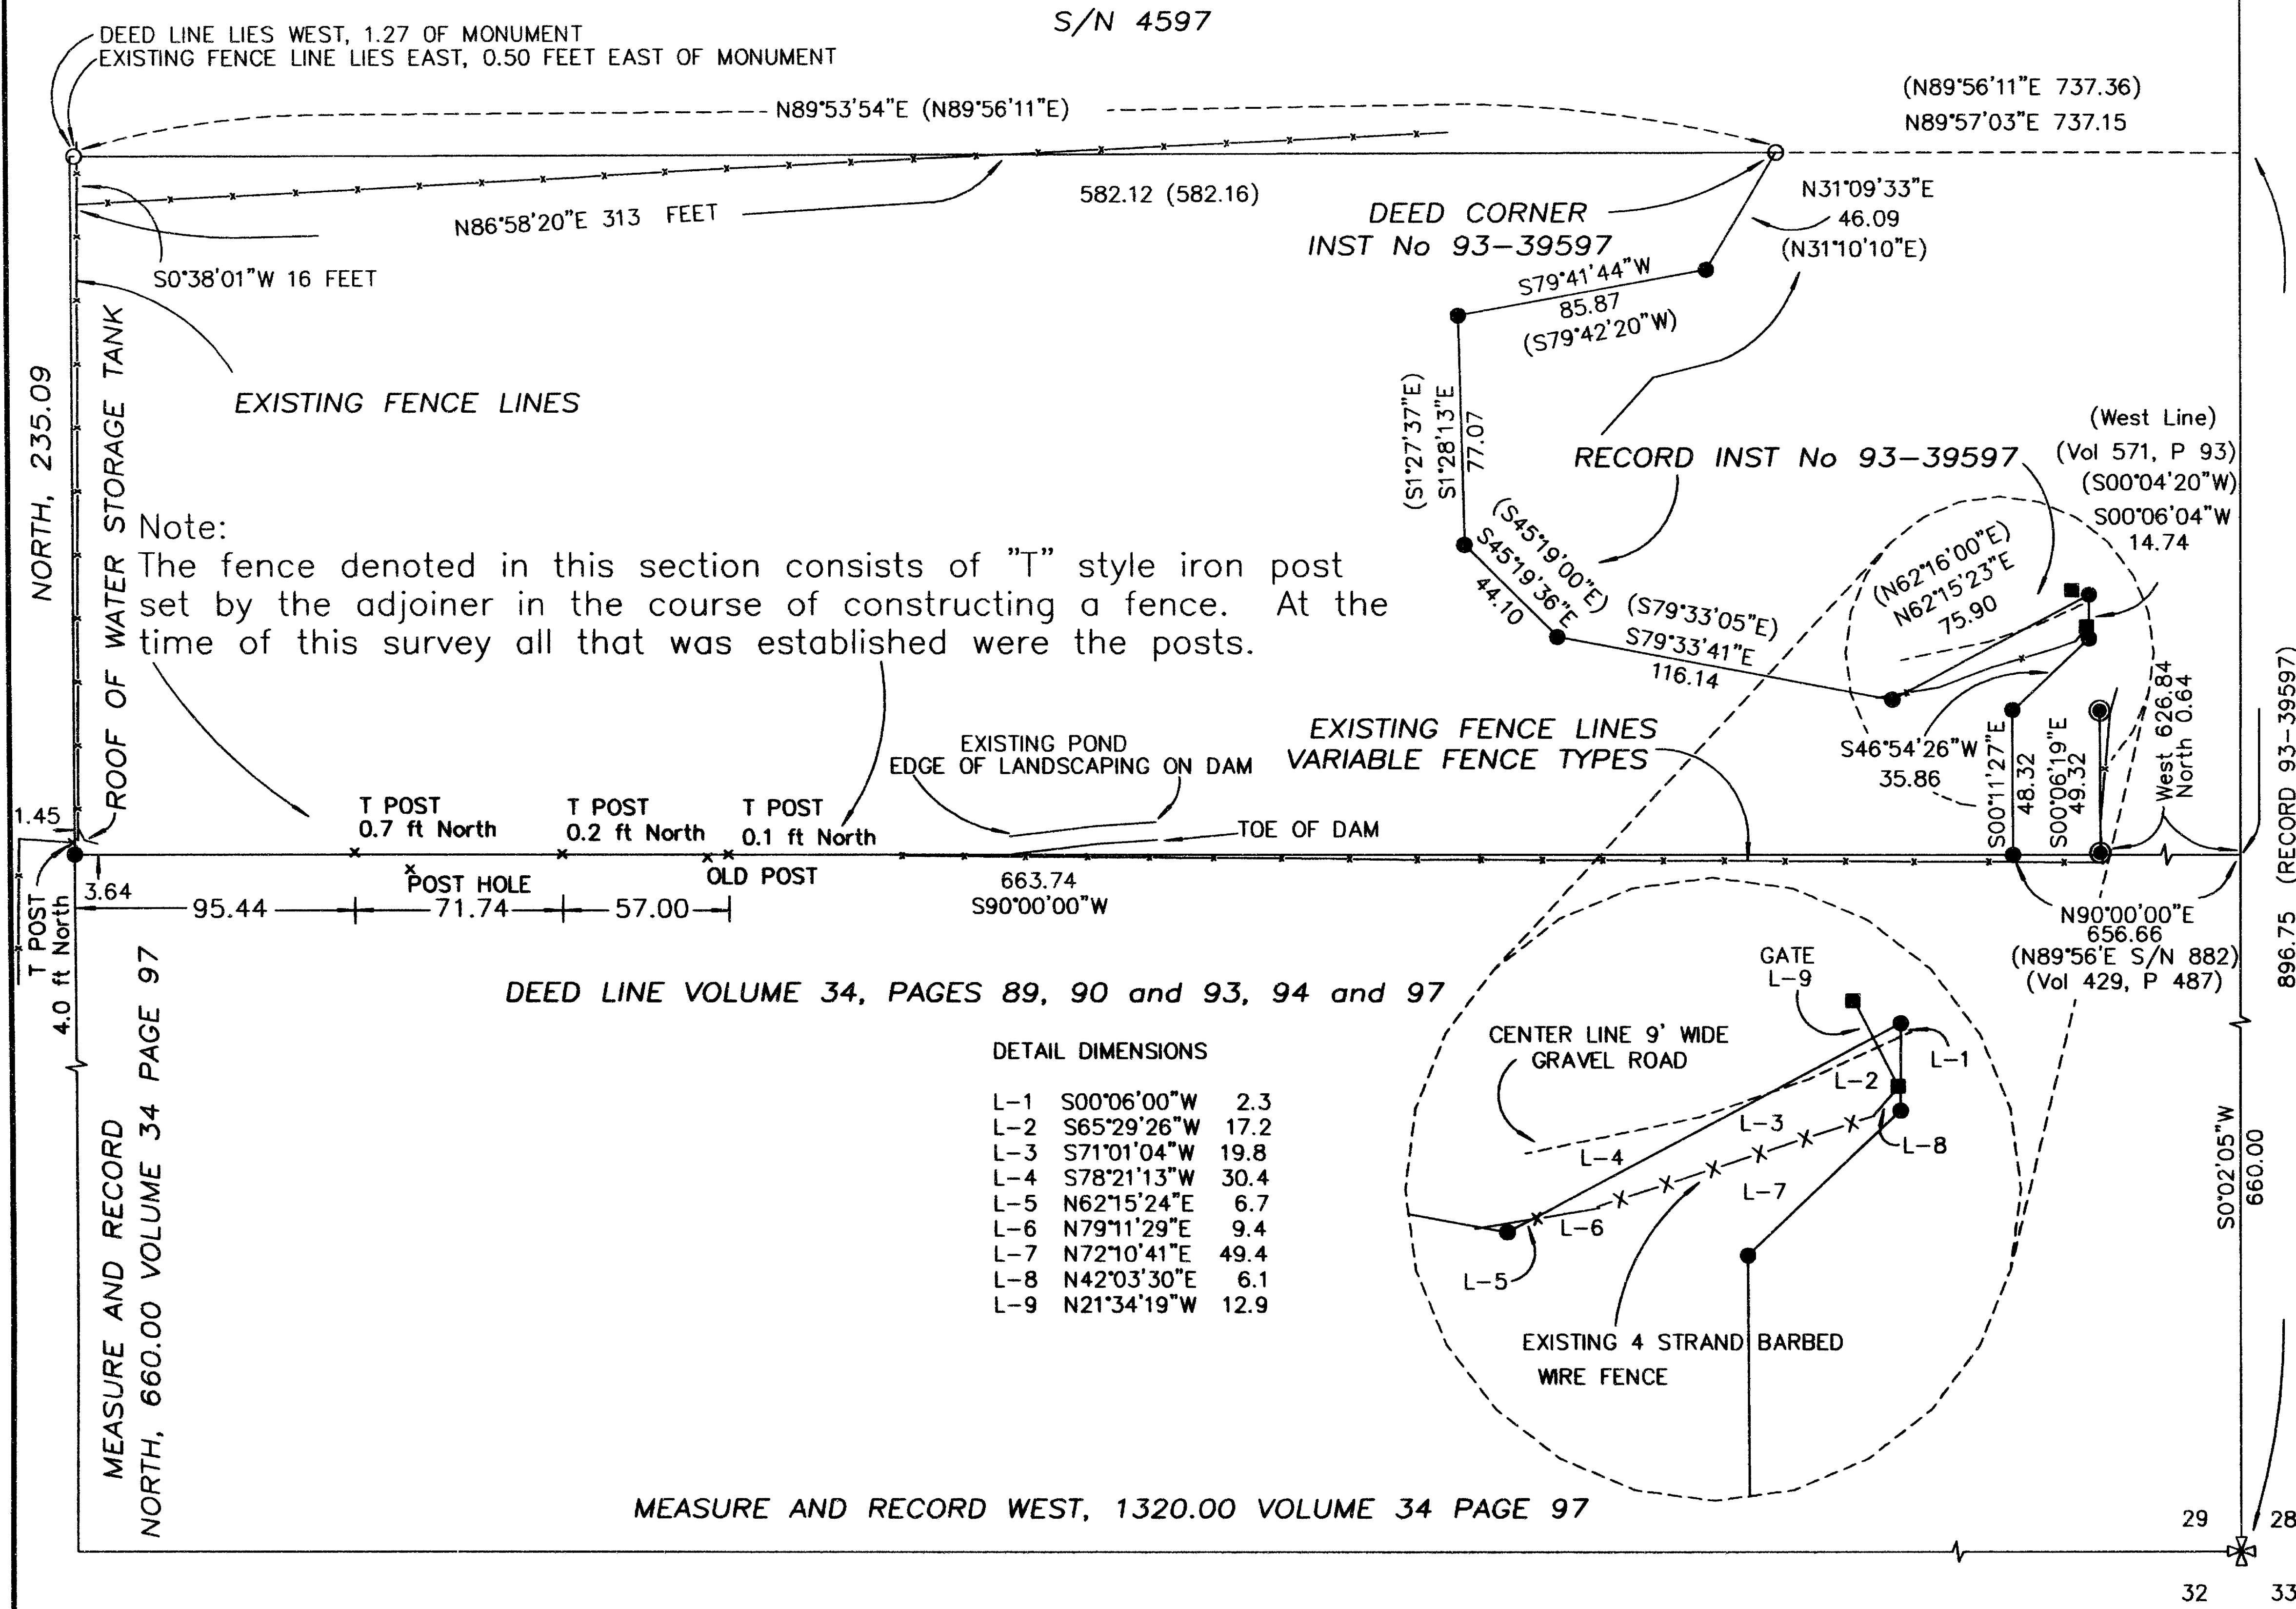 S/N 4597
DEED LINE LIES WEST, 1.27 OF MONUMENT
EXISTING FENCE LINE LIES EAST, 0.50 FEET EAST OF MONUMENT
N89°53'54"E (N89°56'11"E)
(N89°56'11"E 737.36)
N89°57'03"E 737.15
582.12 (582.16)
N86°58'20"E 313 FEET
S0°38'01"W 16 FEET
DEED CORNER
INST No 93-39597
N31°09'33"E
46.09
(N31°10'10"E)
S79°41'44"W
85.87
(S79°42'20"W)
EXISTING FENCE LINES
NORTH, 235.09
ROOF OF WATER STORAGE TANK
(S1°27'37"E)
S1°28'13"E
77.07
RECORD INST No 93-39597
(West Line)
(Vol 571, P 93)
(S00°04'20"W)
S00°06'04"W
14.74
Note:
The fence denoted in this section consists of "T" style iron post
set by the adjoiner in the course of constructing a fence. At the
time of this survey all that was established were the posts.
(S45°19'00"E)
S45°19'36"E
44.10
(S79°33'05"E)
S79°33'41"E
116.14
(N62°16'00"E)
N62°15'23"E
75.90
EXISTING FENCE LINES
VARIABLE FENCE TYPES
S46°54'26"W
35.86
S00°11'27"E
48.32
S00°06'19"E
49.32
West 626.84
North 0.64
896.75 (RECORD 93-39597)
EXISTING POND
EDGE OF LANDSCAPING ON DAM
TOE OF DAM
1.45
T POST
0.7 ft North
T POST
0.2 ft North
T POST
0.1 ft North
POST HOLE
OLD POST
3.64
T POST
4.0 ft North
95.44
71.74
57.00
663.74
S90°00'00"W
N90°00'00"E
656.66
(N89°56'E S/N 882)
(Vol 429, P 487)
DEED LINE VOLUME 34, PAGES 89, 90 and 93, 94 and 97
DETAIL DIMENSIONS
L-1 S00°06'00"W 2.3
L-2 S65°29'26"W 17.2
L-3 S71°01'04"W 19.8
L-4 S78°21'13"W 30.4
L-5 N62°15'24"E 6.7
L-6 N79°11'29"E 9.4
L-7 N72°10'41"E 49.4
L-8 N42°03'30"E 6.1
L-9 N21°34'19"W 12.9
GATE
L-9
CENTER LINE 9' WIDE
GRAVEL ROAD
L-1
L-2
L-3
L-4
L-8
L-7
L-6
L-5
EXISTING 4 STRAND BARBED
WIRE FENCE
S0°02'05"W
660.00
MEASURE AND RECORD
NORTH, 660.00 VOLUME 34 PAGE 97
MEASURE AND RECORD WEST, 1320.00 VOLUME 34 PAGE 97
29
28
32
33